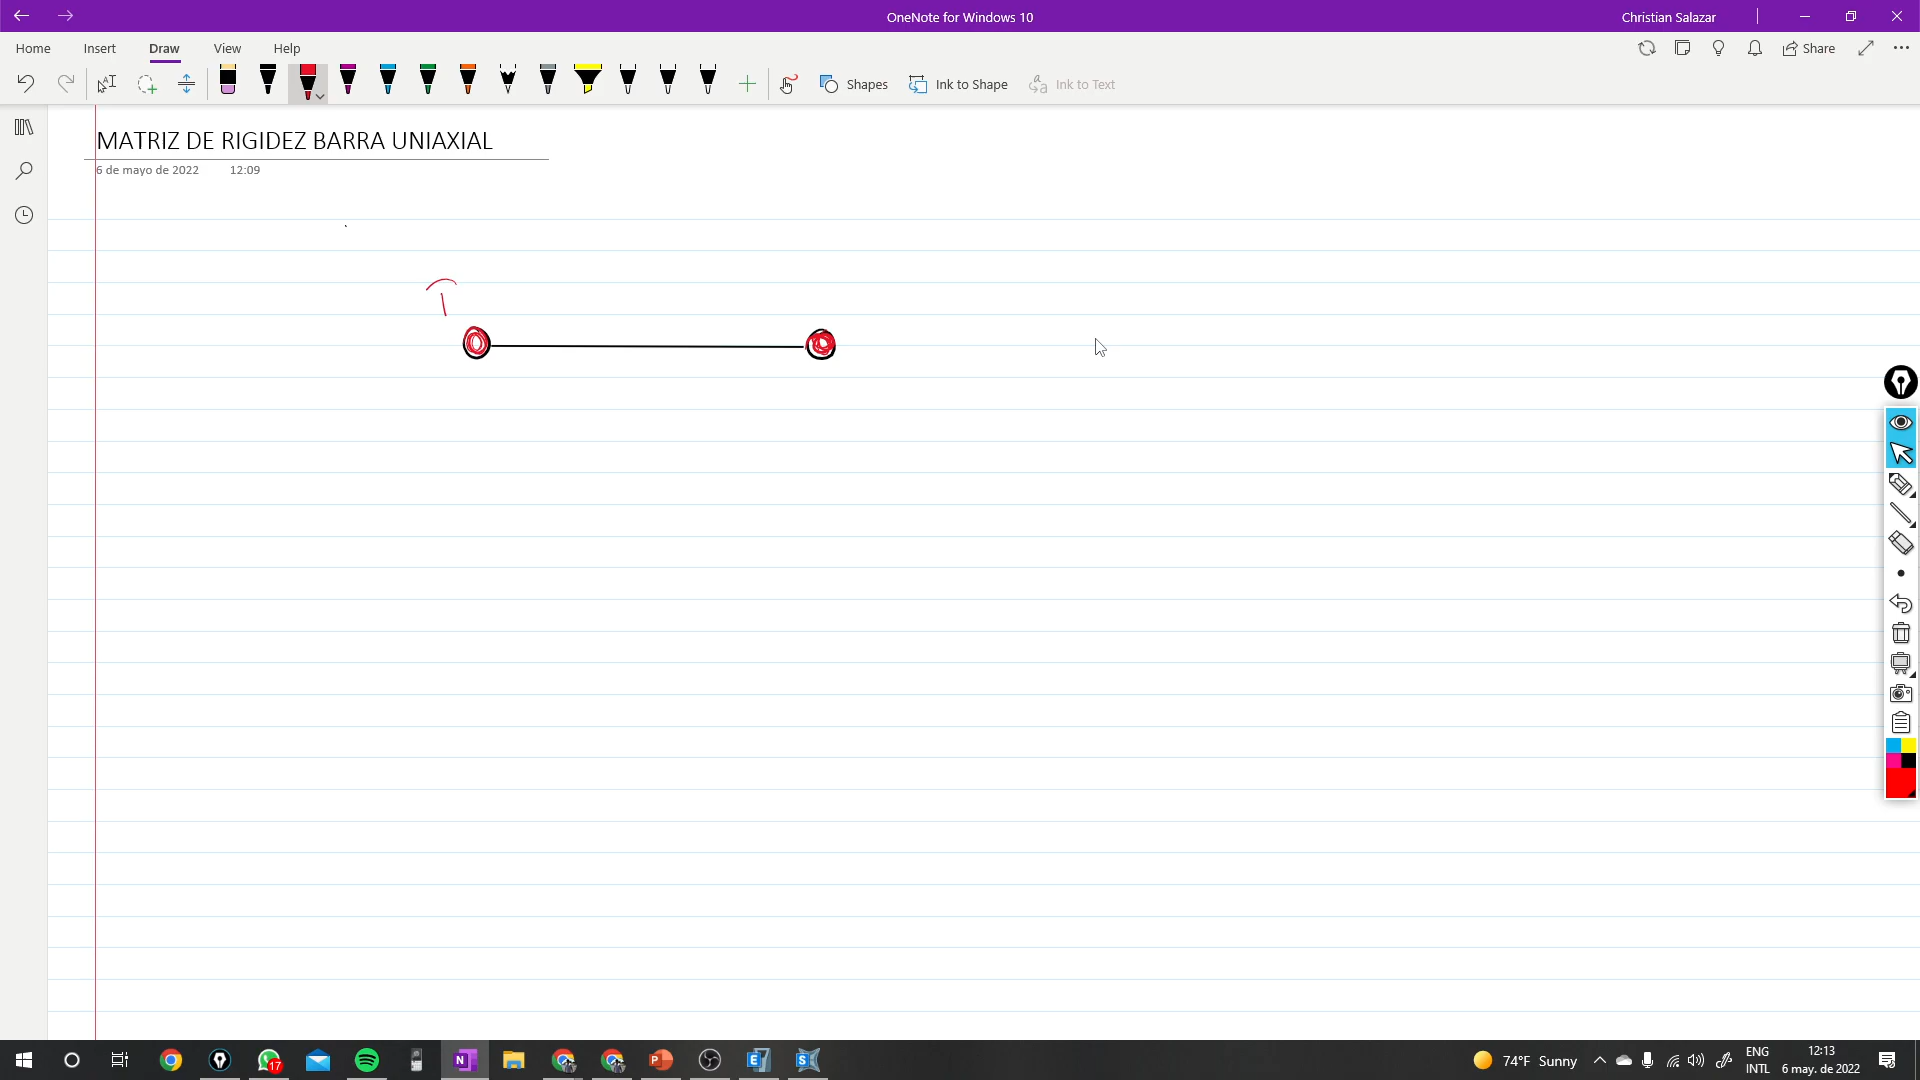 OneNote for Windows 10
Christian Salazar
Home Insert Draw View Help
Share
Shapes Ink to Shape Ink to Text
MATRIZ DE RIGIDEZ BARRA UNIAXIAL
6 de mayo de 2022 12:09
17
74°F Sunny
ENG
INTL
12:13
6 may. de 2022